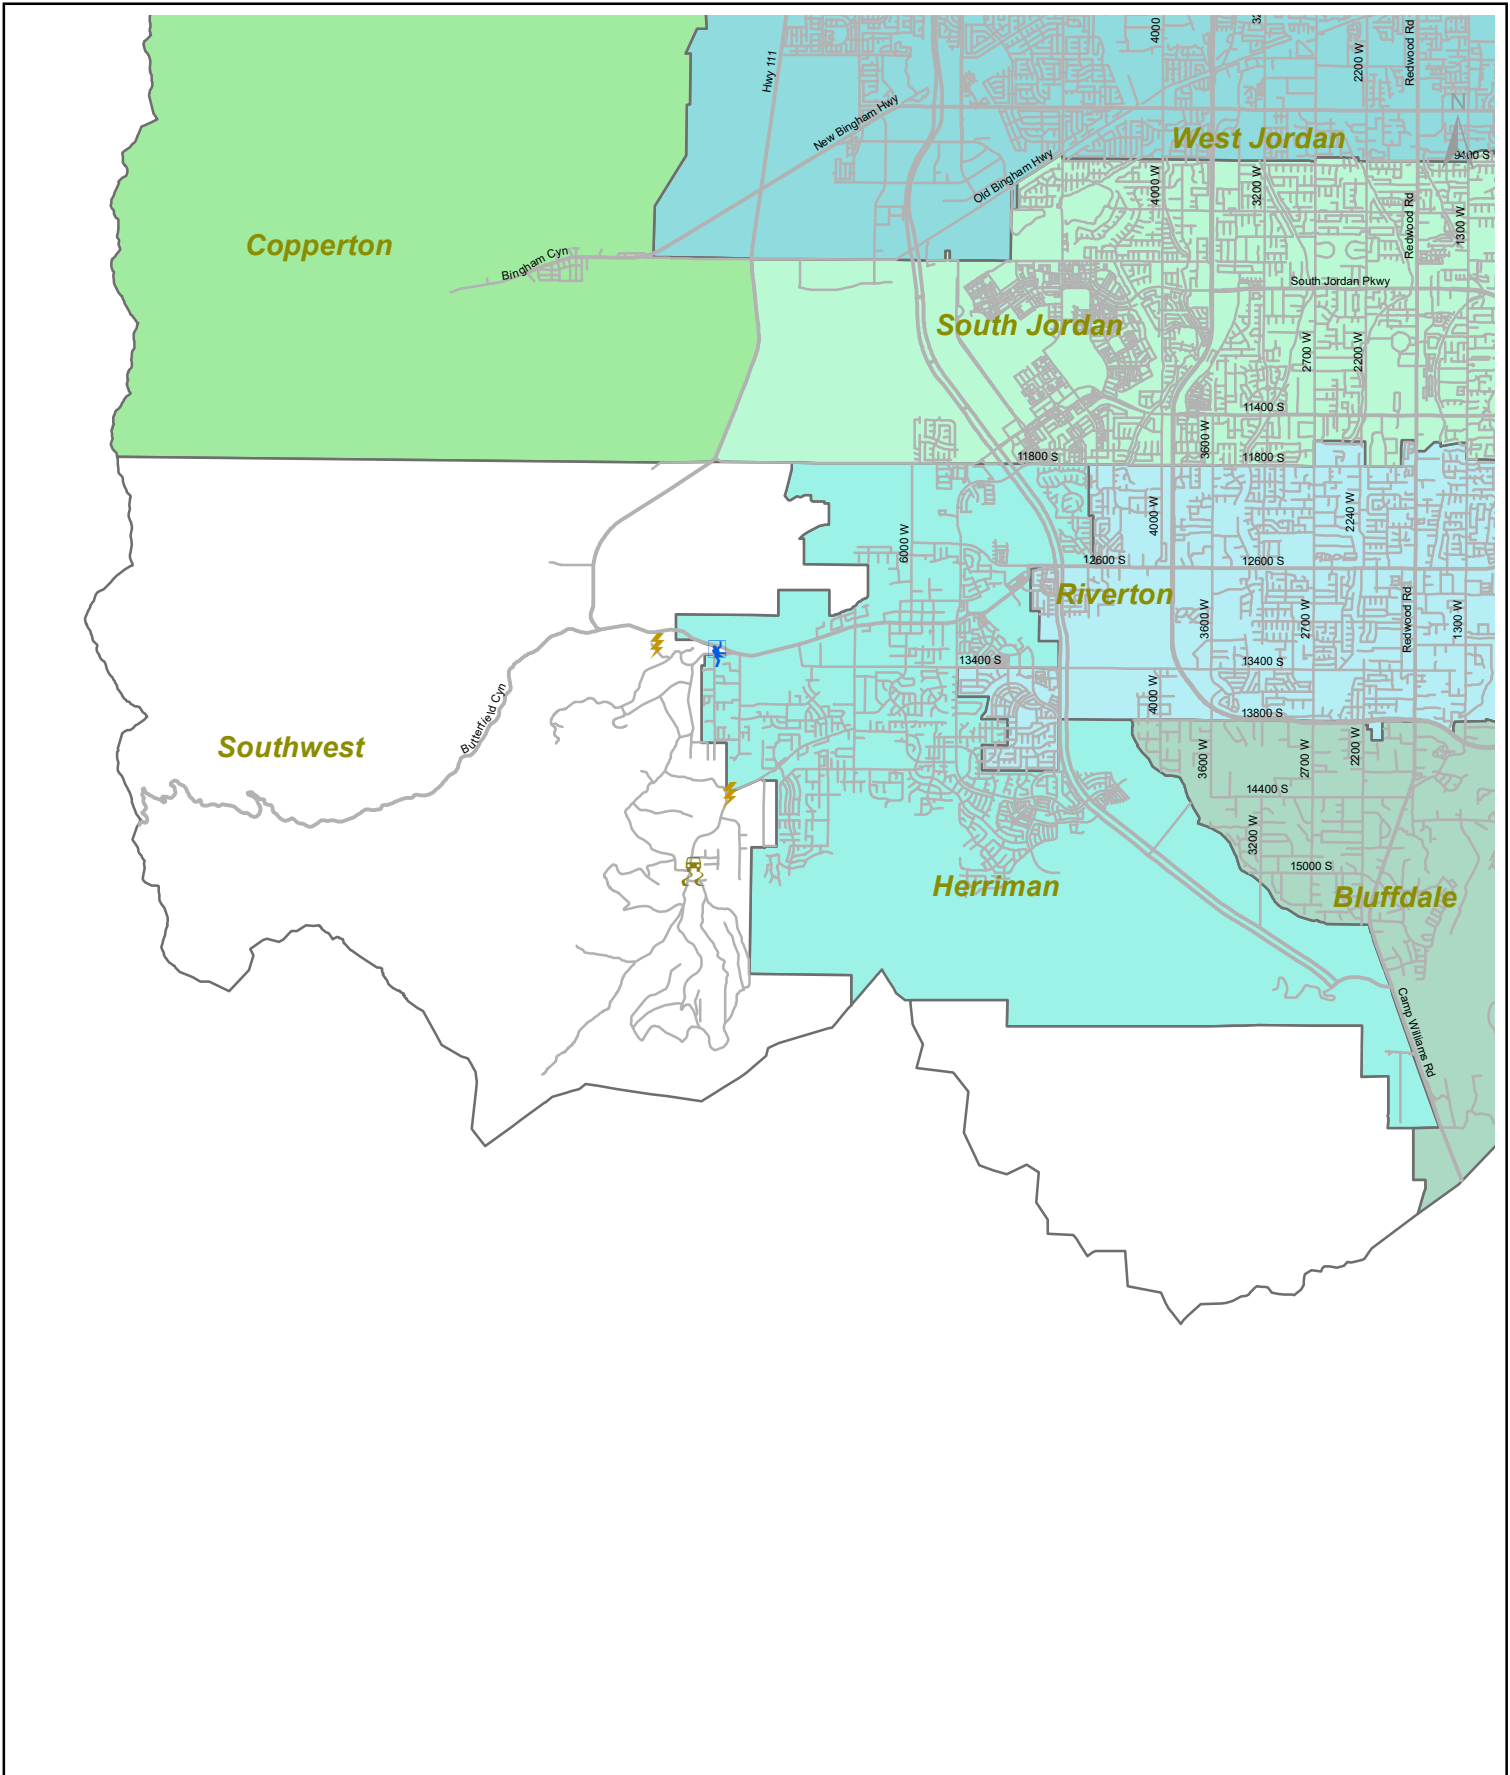 4000
32
Redwood Rd
2200 W
Hwy 111
N
New Bingham Hwy
West Jordan
9400 S
Old Bingham Hwy
4000 W
3200 W
Redwood Rd
1300 W
Copperton
Bingham Cyn
South Jordan Pkwy
South Jordan
2700 W
2200 W
11400 S
3600 W
11800 S
11800 S
4000 W
2240 W
6000 W
12600 S
12600 S
Riverton
3600 W
2700 W
Redwood Rd
1300 W
13400 S
13400 S
4000 W
13800 S
Butterfield Cyn
Southwest
3600 W
2700 W
2200 W
14400 S
3200 W
15000 S
Herriman
Bluffdale
Camp Williams Rd